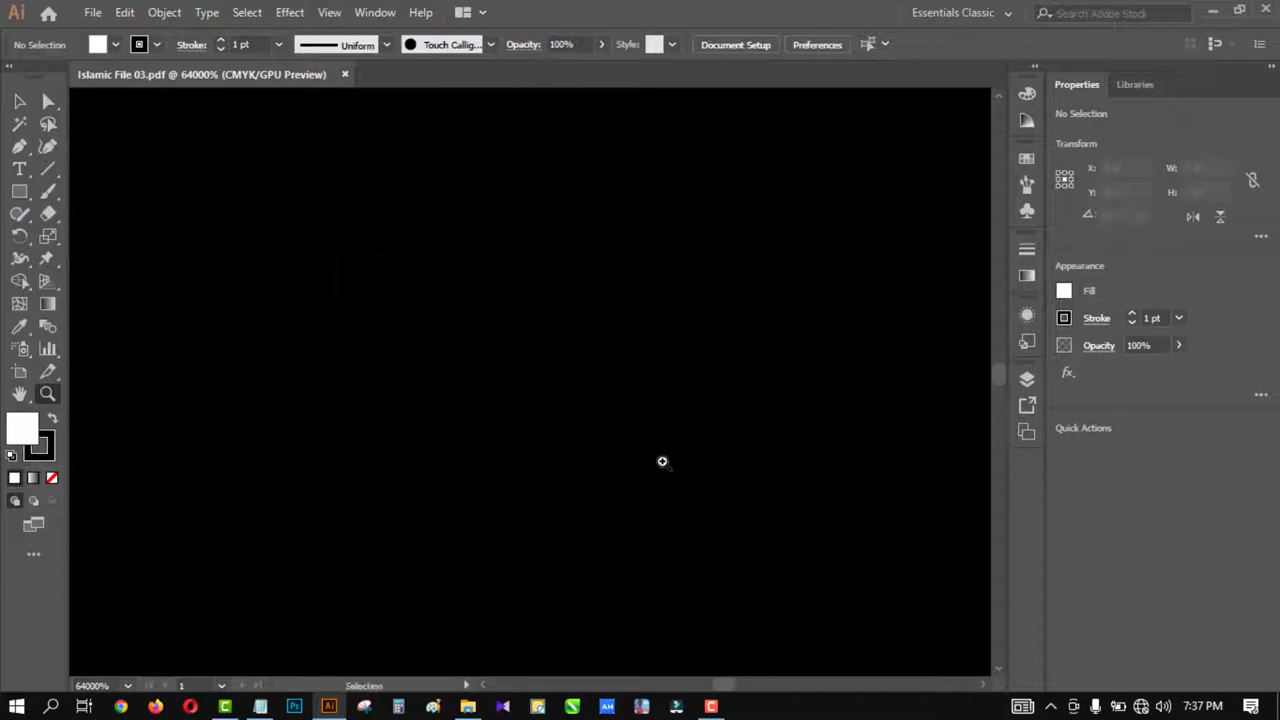 Ai File Edit Object Type Select Effect View Window Help Essentials Classic Search Adobe Stock
No Selection Stroke: 1 pt Uniform Touch Callig... Opacity: 100% Style: Document Setup Preferences
Islamic File 03.pdf @ 64000% (CMYK/GPU Preview)
Properties Libraries
No Selection
Transform
X: W:
Y: H:
Appearance
Fill
Stroke 1 pt
Opacity 100%
fx.
Quick Actions
64000% 1 Selection
Ps Ai AM 7:37 PM